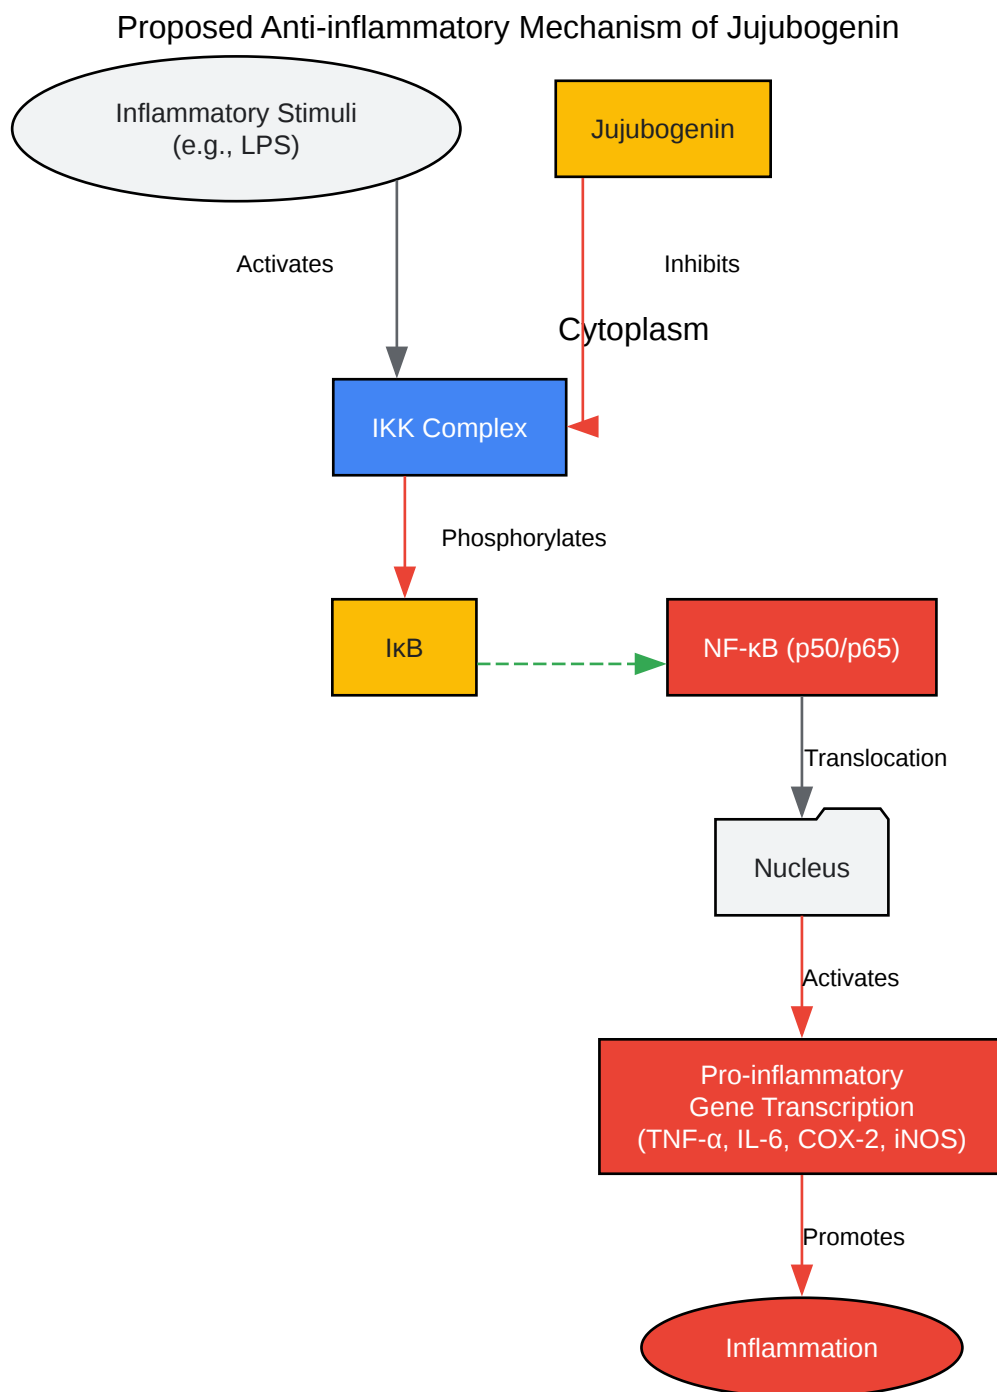 Proposed Anti-inflammatory Mechanism of Jujubogenin
Inflammatory Stimuli
(e.g., LPS)
Jujubogenin
Activates
Inhibits
Cytoplasm
IKK Complex
Phosphorylates
IκB
NF-κB (p50/p65)
Translocation
Nucleus
Activates
Pro-inflammatory
Gene Transcription
(TNF-α, IL-6, COX-2, iNOS)
Promotes
Inflammation